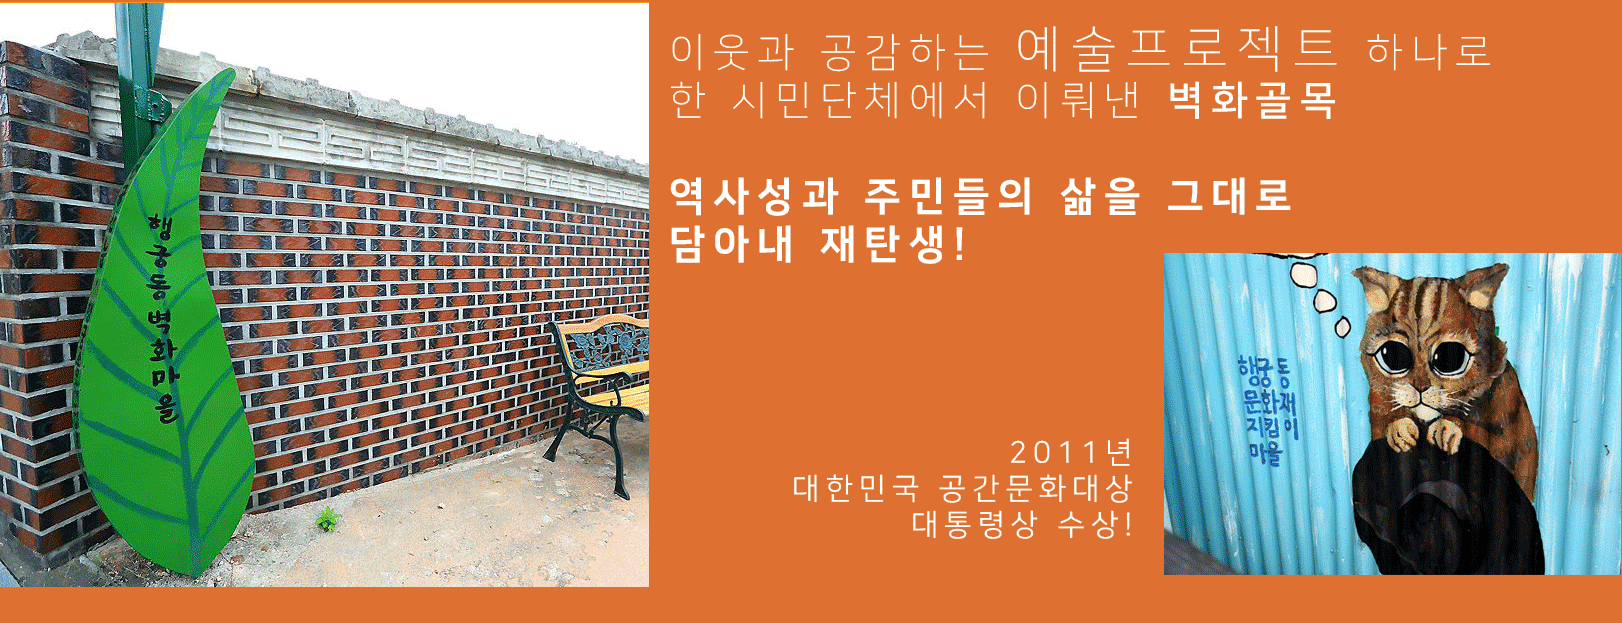 이웃과 공감하는 예술프로젝트 하나로
한 시민단체에서 이뤄낸 벽화골목
역사성과 주민들의 삶을 그대로
담아내 재탄생!
2011년
대한민국 공간문화대상
대통령상 수상!
행궁동벽화마을
행궁동
문화재
지킴이
마을